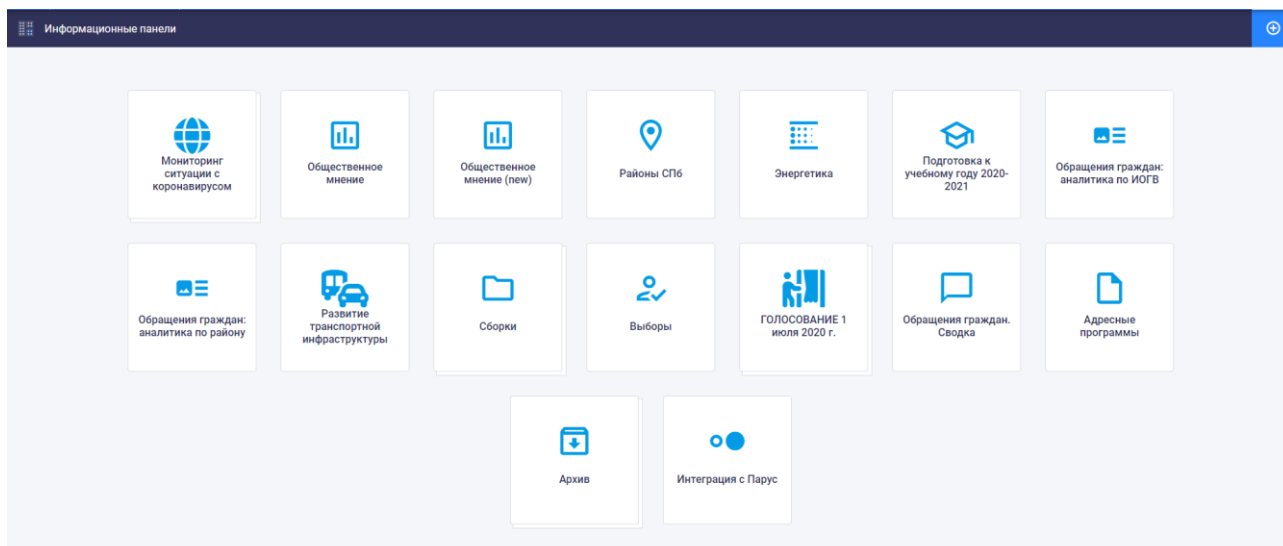 Информационные панели
Мониторинг
ситуации с
коронавирусом
Общественное
мнение
Общественное
мнение (new)
Районы СПб
Энергетика
Подготовка к
учебному году 2020-
2021
Обращения граждан:
аналитика по ИОГВ
Обращения граждан:
аналитика по району
Развитие
транспортной
инфраструктуры
Сборки
Выборы
ГОЛОСОВАНИЕ 1
июля 2020 г.
Обращения граждан.
Сводка
Адресные
программы
Архив
Интеграция с Парус